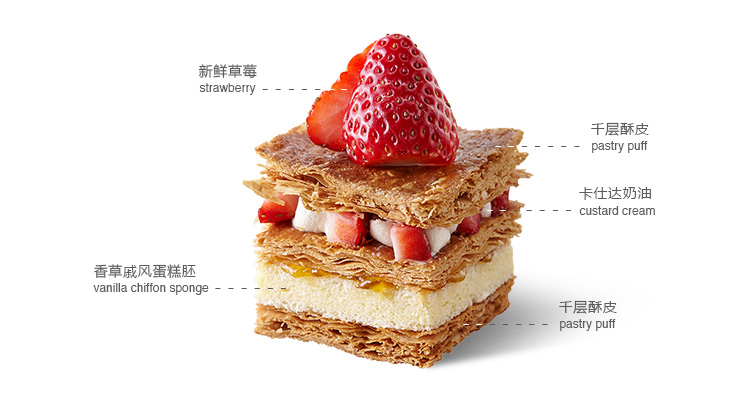 新鲜草莓
strawberry
千层酥皮
pastry puff
卡仕达奶油
custard cream
香草戚风蛋糕胚
vanilla chiffon sponge
千层酥皮
pastry puff